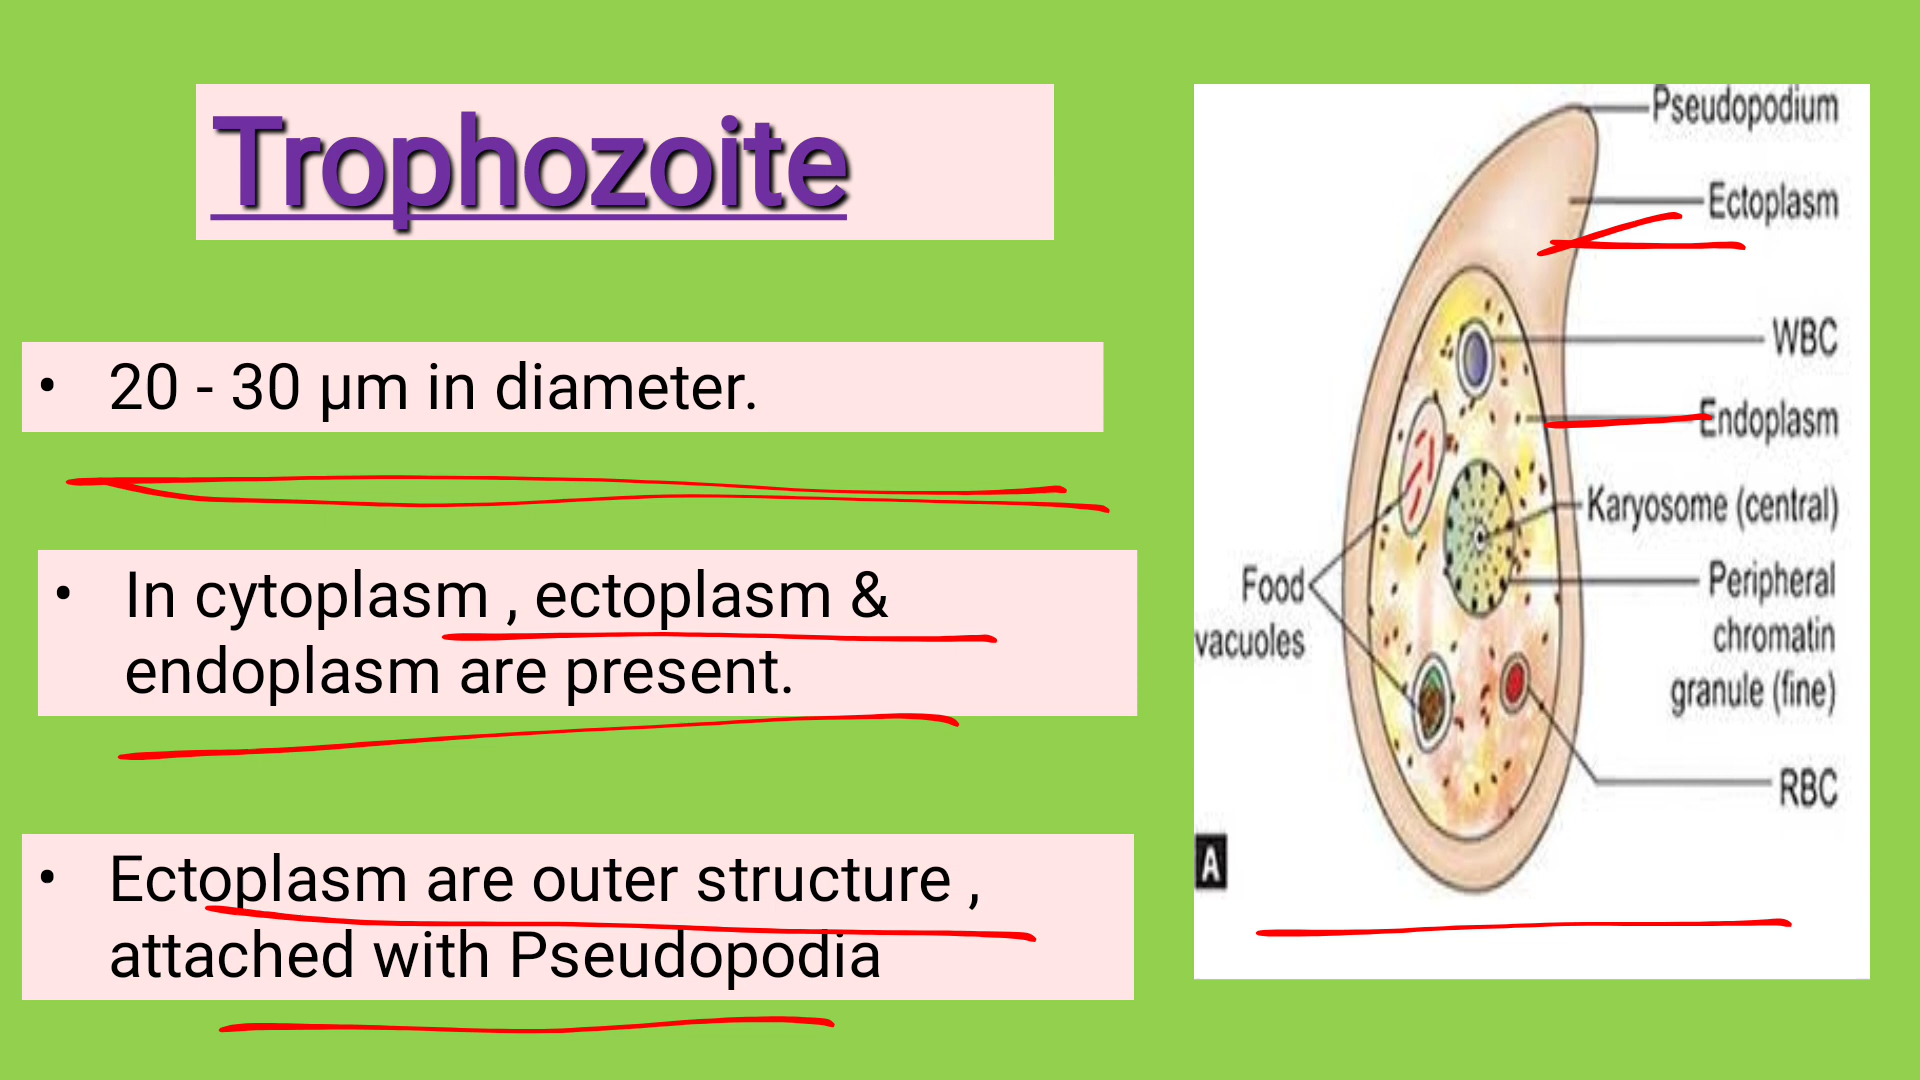 Trophozoite
• 20 - 30 µm in diameter.
• In cytoplasm , ectoplasm &
endoplasm are present.
• Ectoplasm are outer structure ,
attached with Pseudopodia
Pseudopodium
Ectoplasm
WBC
Endoplasm
Karyosome (central)
Peripheral
chromatin
granule (fine)
RBC
Food
vacuoles
A